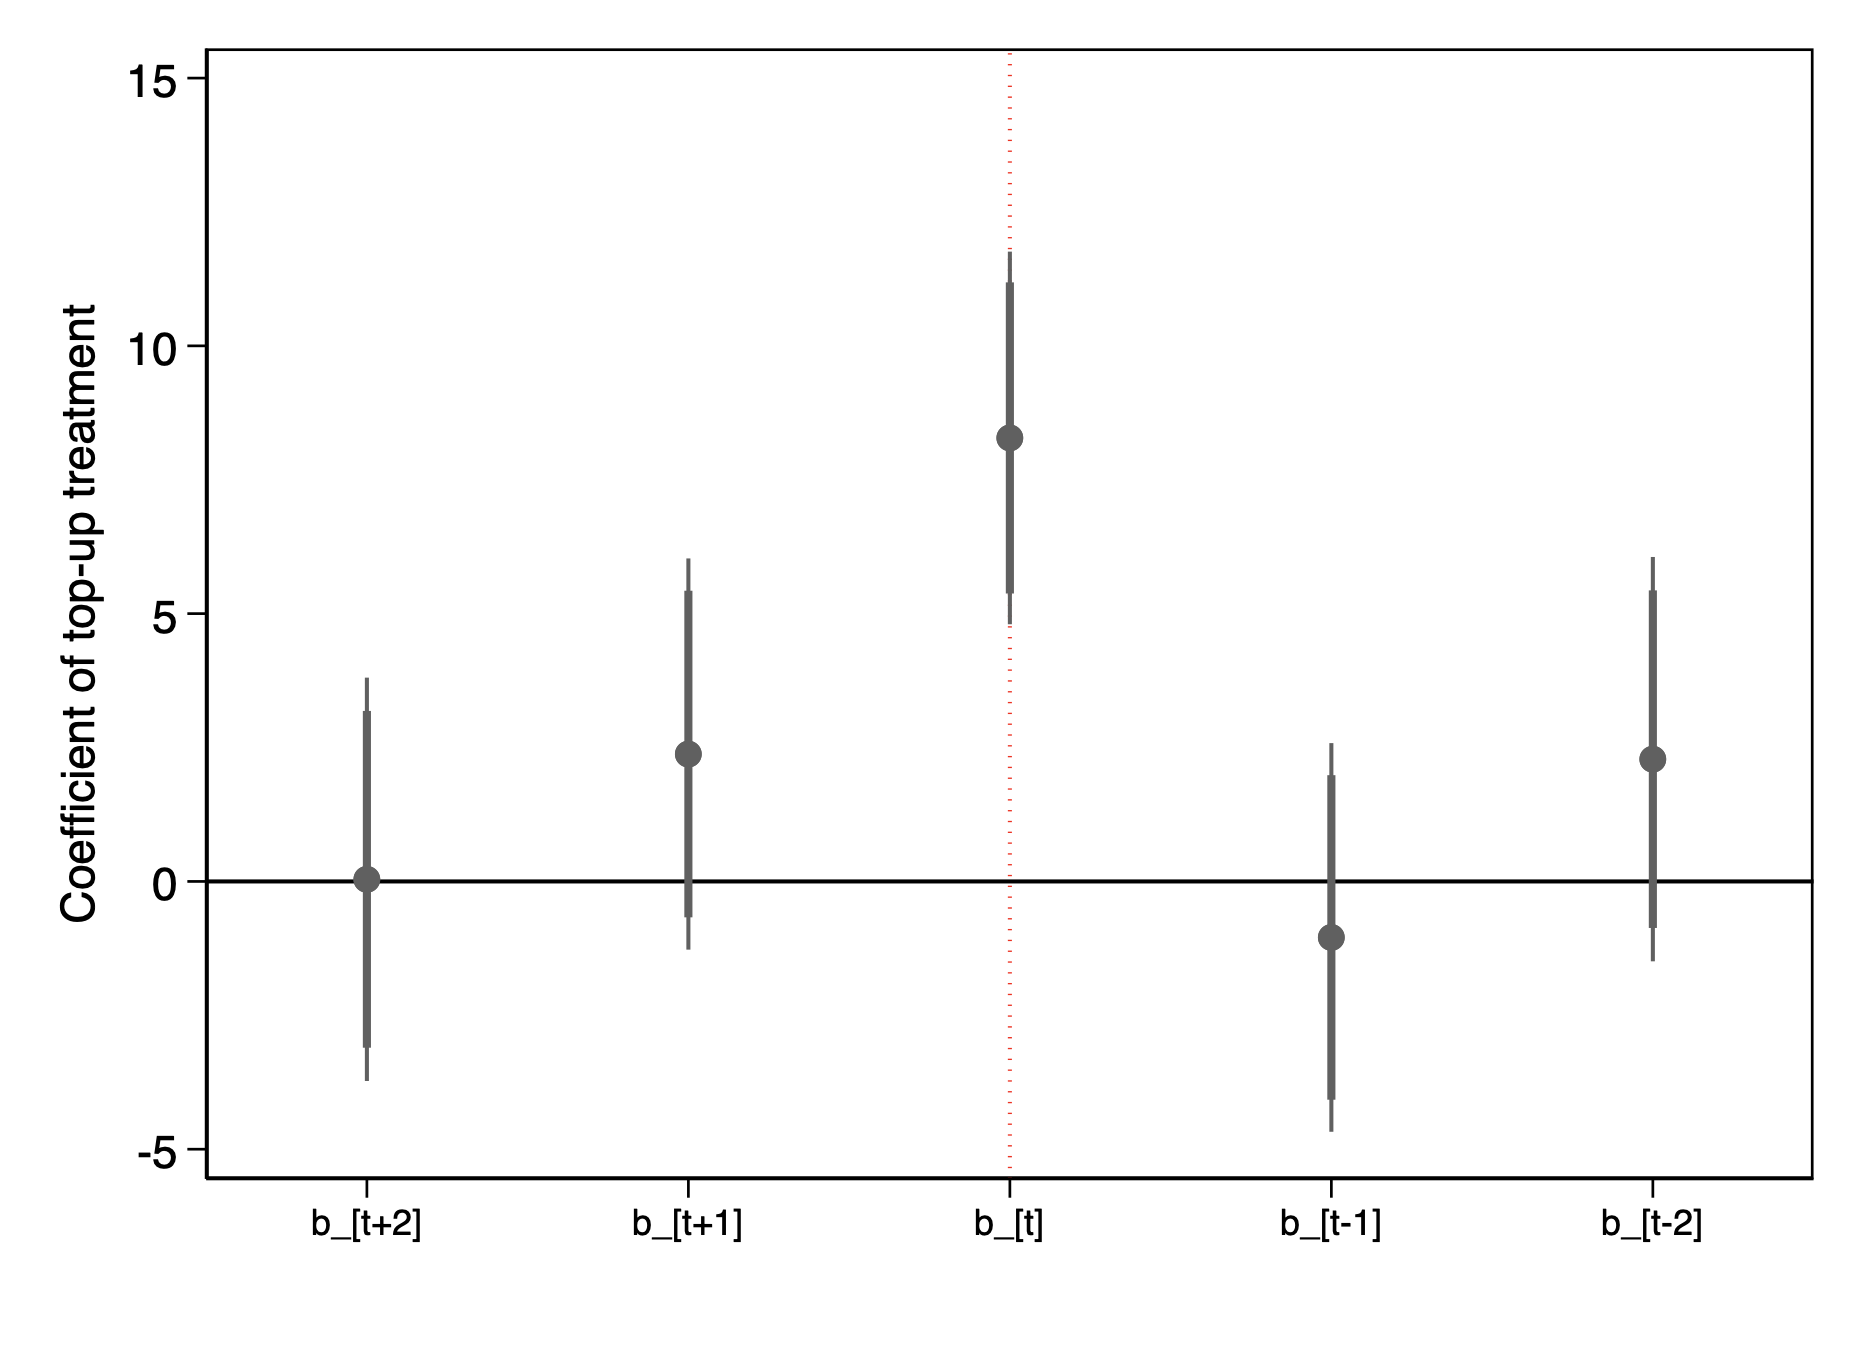 Coefficient of top-up treatment
15
10
5
0
-5
b_[t+2]
b_[t+1]
b_[t]
b_[t-1]
b_[t-2]